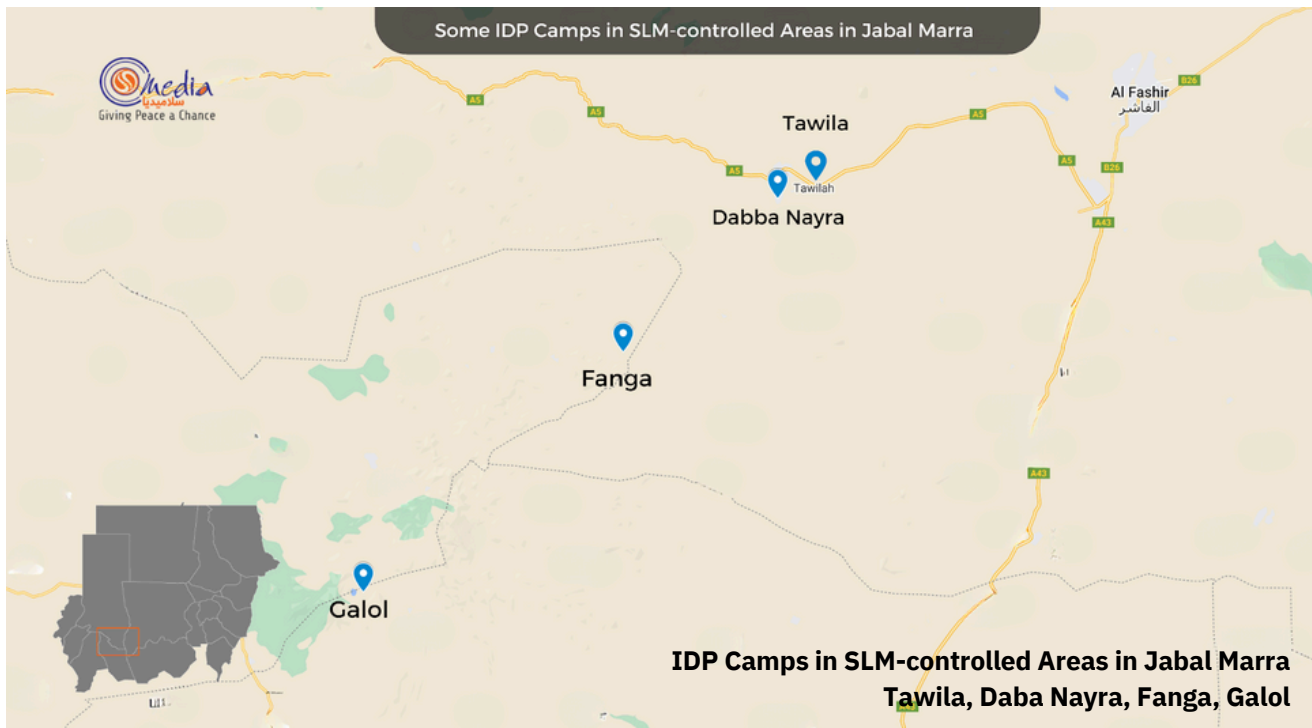 Some IDP Camps in SLM-controlled Areas in Jabal Marra
media
سلاميديا
Giving Peace a Chance
B26
Al Fashir
الفاشر
A5
A5
A5
Tawila
A5
A5
B26
Tawilah
Dabba Nayra
A43
Fanga
A43
Galol
IDP Camps in SLM-controlled Areas in Jabal Marra
Tawila, Daba Nayra, Fanga, Galol